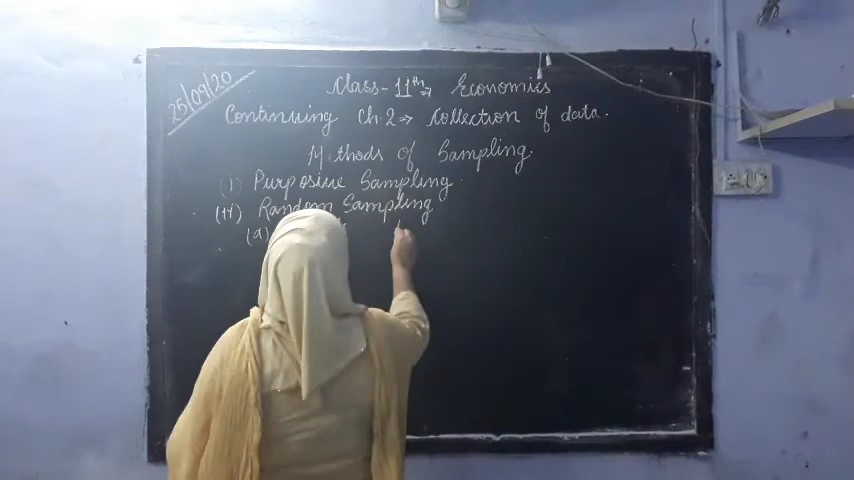 25/09/20
Class - 11th ⇒ Economics
Continuing Ch.2 ⇒ Collection of data.
Methods of Sampling.
(i) Purposive Sampling.
(ii) Random Sampling
(a)